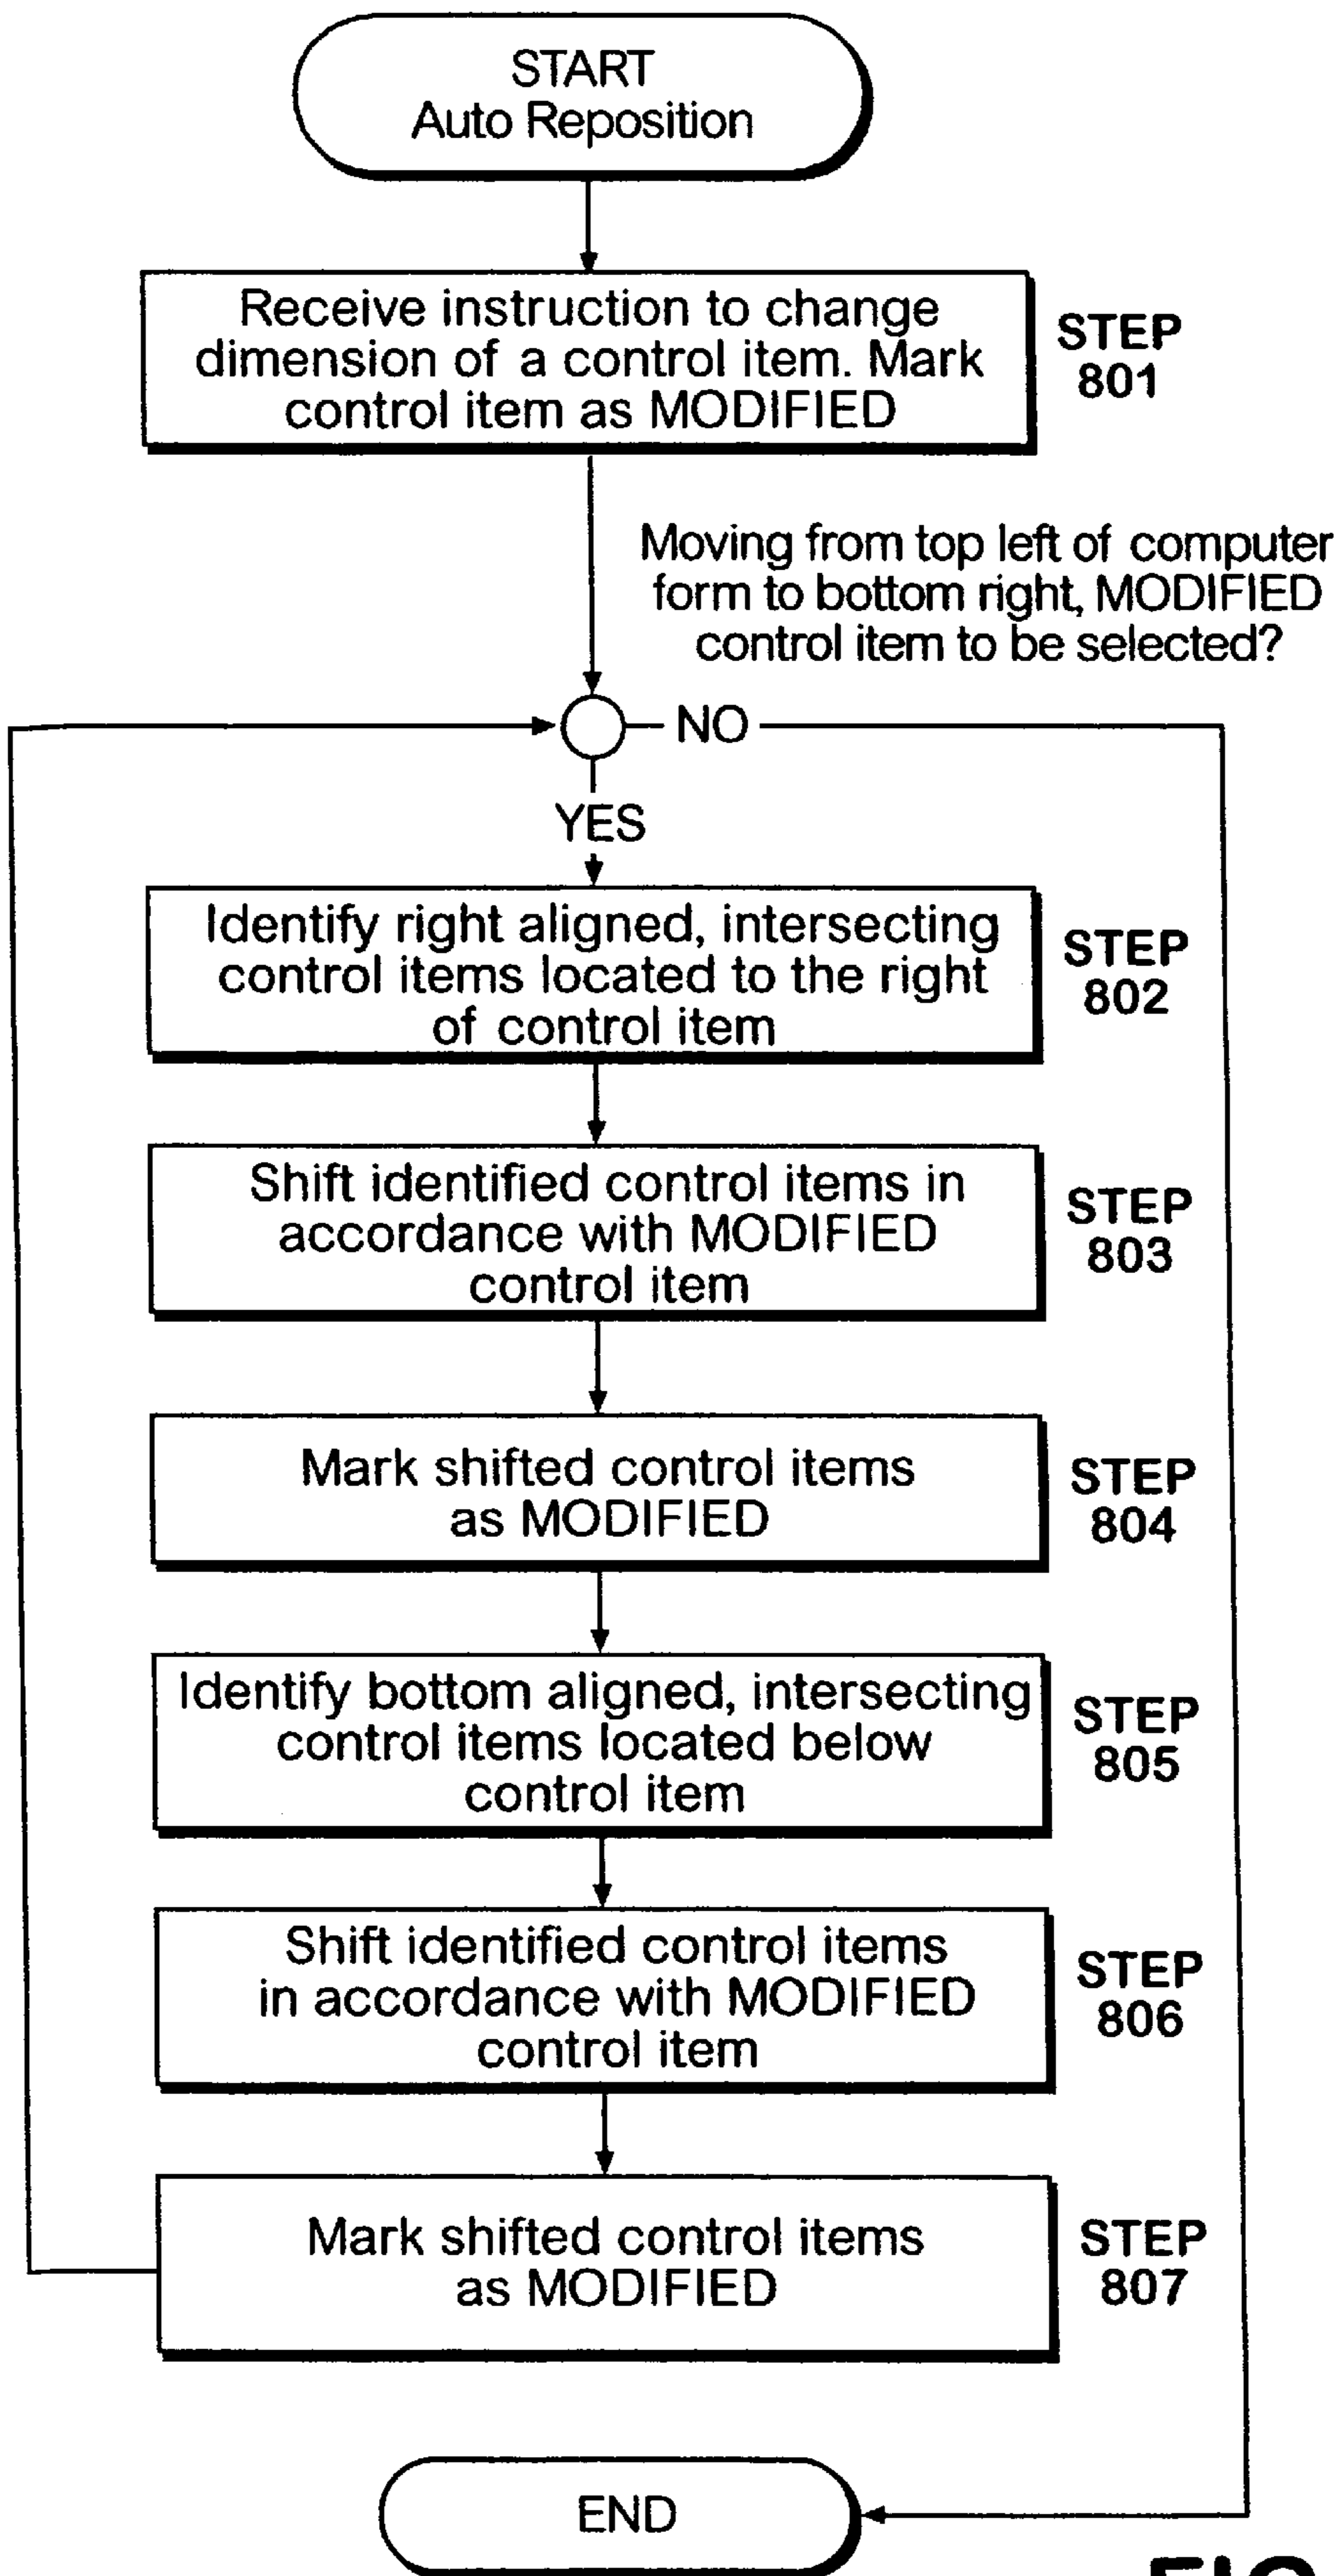 START
Auto Reposition
Receive instruction to change
dimension of a control item. Mark
control item as MODIFIED
STEP
801
Moving from top left of computer
form to bottom right, MODIFIED
control item to be selected?
NO
YES
Identify right aligned, intersecting
control items located to the right
of control item
STEP
802
Shift identified control items in
accordance with MODIFIED
control item
STEP
803
Mark shifted control items
as MODIFIED
STEP
804
Identify bottom aligned, intersecting
control items located below
control item
STEP
805
Shift identified control items
in accordance with MODIFIED
control item
STEP
806
Mark shifted control items
as MODIFIED
STEP
807
END